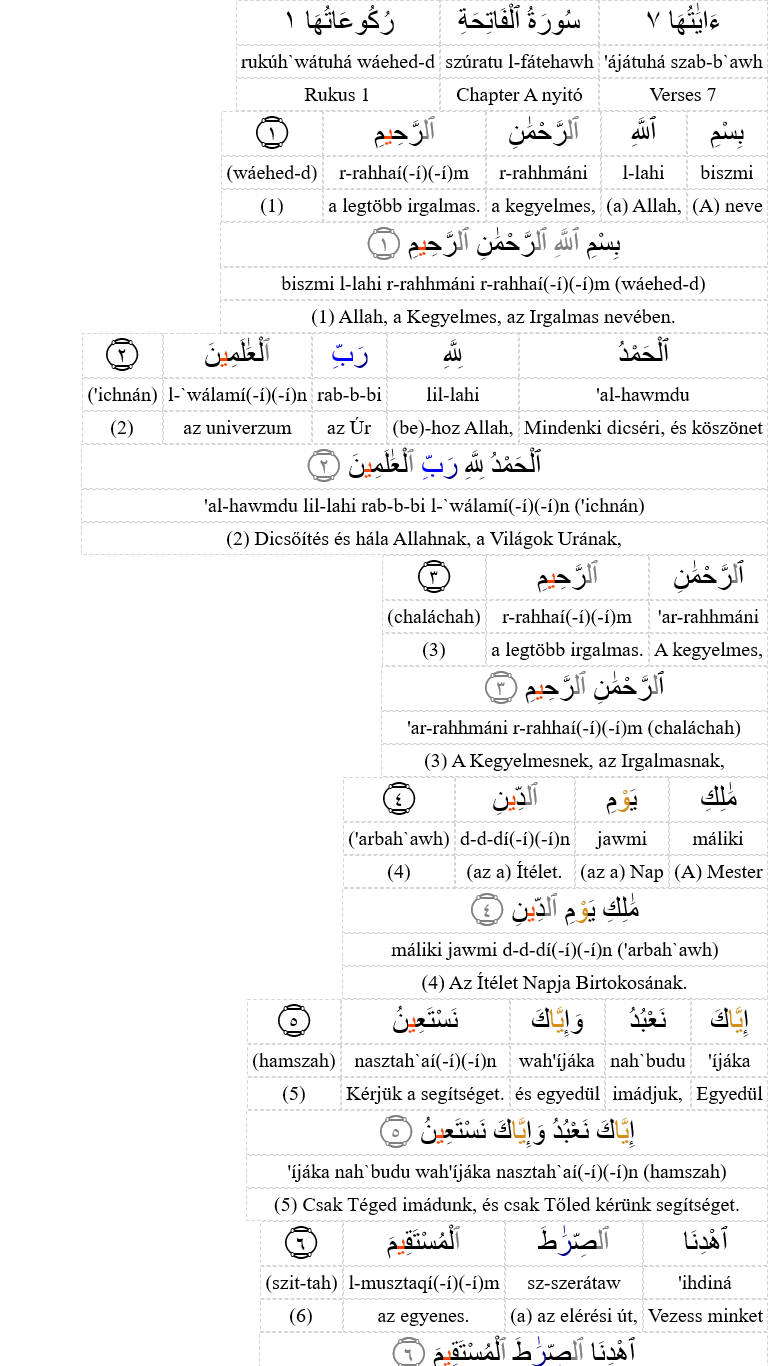 ءَايَٰتُهَا ٧ سُورَةُ ٱلْفَاتِحَةِ رُكُوعَاتُهَا ١
'ájátuhá szab-b`awh szúratu l-fátehawh rukúh`wátuhá wáehed-d
Verses 7 Chapter A nyitó Rukus 1
بِسْمِ ٱللَّهِ ٱلرَّحْمَٰنِ ٱلرَّحِيمِ ١
biszmi l-lahi r-rahhmáni r-rahhaí(-í)(-í)m (wáehed-d)
(A) neve (a) Allah, a kegyelmes, a legtöbb irgalmas. (1)
بِسْمِ ٱللَّهِ ٱلرَّحْمَٰنِ ٱلرَّحِيمِ ١
biszmi l-lahi r-rahhmáni r-rahhaí(-í)(-í)m (wáehed-d)
(1) Allah, a Kegyelmes, az Irgalmas nevében.
ٱلْحَمْدُ لِلَّهِ رَبِّ ٱلْعَٰلَمِينَ ٢
'al-hawmdu lil-lahi rab-b-bi l-`wálamí(-í)(-í)n ('ichnán)
Mindenki dicséri, és köszönet (be)-hoz Allah, az Úr az univerzum (2)
ٱلْحَمْدُ لِلَّهِ رَبِّ ٱلْعَٰلَمِينَ ٢
'al-hawmdu lil-lahi rab-b-bi l-`wálamí(-í)(-í)n ('ichnán)
(2) Dicsőítés és hála Allahnak, a Világok Urának,
ٱلرَّحْمَٰنِ ٱلرَّحِيمِ ٣
'ar-rahhmáni r-rahhaí(-í)(-í)m (chaláchah)
A kegyelmes, a legtöbb irgalmas. (3)
ٱلرَّحْمَٰنِ ٱلرَّحِيمِ ٣
'ar-rahhmáni r-rahhaí(-í)(-í)m (chaláchah)
(3) A Kegyelmesnek, az Irgalmasnak,
مَٰلِكِ يَوْمِ ٱلدِّينِ ٤
máliki jawmi d-d-dí(-í)(-í)n ('arbah`awh)
(A) Mester (az a) Nap (az a) Ítélet. (4)
مَٰلِكِ يَوْمِ ٱلدِّينِ ٤
máliki jawmi d-d-dí(-í)(-í)n ('arbah`awh)
(4) Az Ítélet Napja Birtokosának.
إِيَّاكَ نَعْبُدُ وَإِيَّاكَ نَسْتَعِينُ ٥
'íjáka nah`budu wah'íjáka nasztah`aí(-í)(-í)n (hamszah)
Egyedül imádjuk, és egyedül Kérjük a segítséget. (5)
إِيَّاكَ نَعْبُدُ وَإِيَّاكَ نَسْتَعِينُ ٥
'íjáka nah`budu wah'íjáka nasztah`aí(-í)(-í)n (hamszah)
(5) Csak Téged imádunk, és csak Tőled kérünk segítséget.
ٱهْدِنَا ٱلصِّرَٰطَ ٱلْمُسْتَقِيمَ ٦
'ihdiná sz-szerátaw l-musztaqí(-í)(-í)m (szit-tah)
Vezess minket (a) az elérési út, az egyenes. (6)
ٱهْدِنَا ٱلصِّرَٰطَ ٱلْمُسْتَقِيمَ ٦